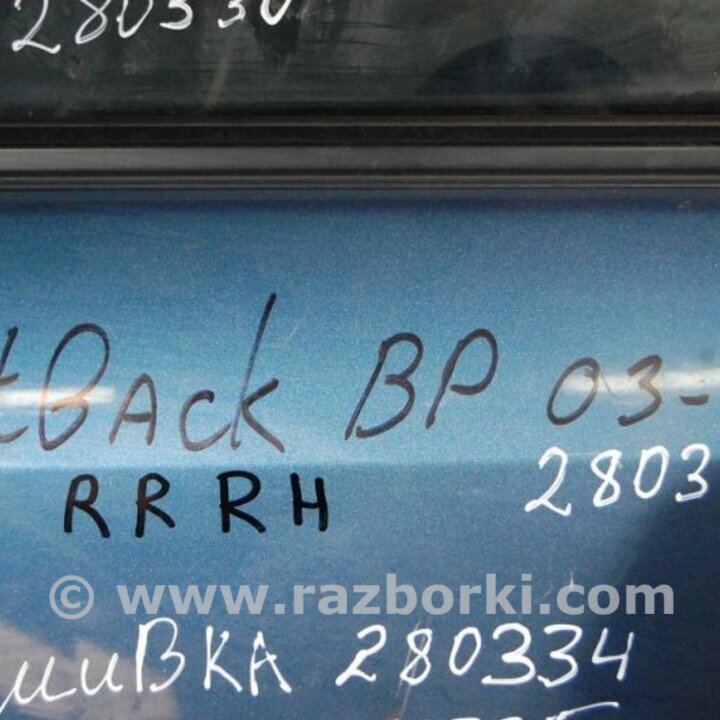 280330
tBack BP 03-
RR RH
2803
© www.razborki.com
шивка 280334